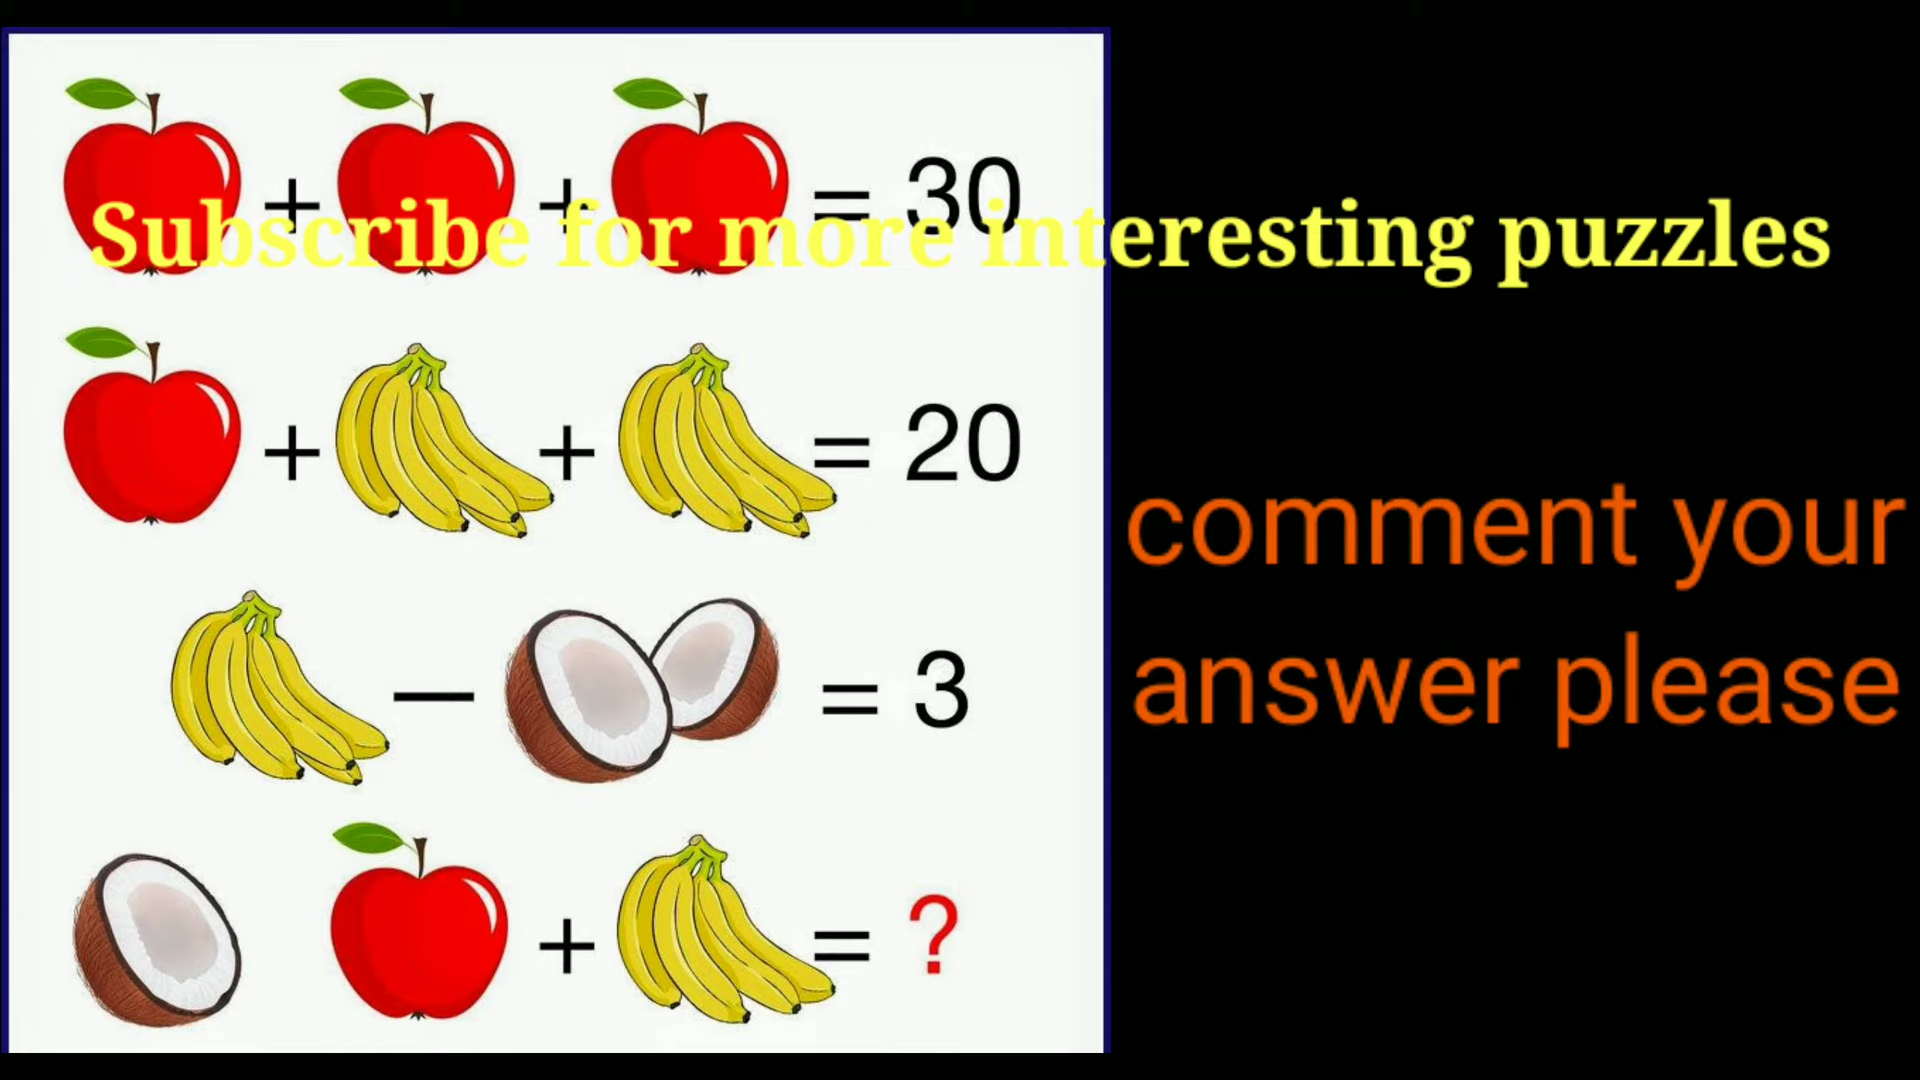 + + = 30
Subscribe for more interesting puzzles
+ + = 20
comment your
answer please
– = 3
+ = ?